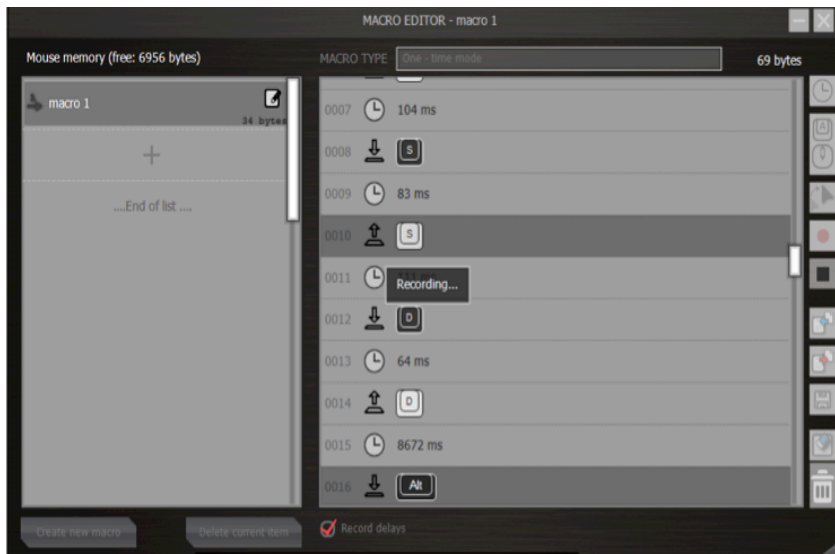 MACRO EDITOR - macro 1
Mouse memory (free: 6956 bytes)
MACRO TYPE One - time mode 69 bytes
macro 1
34 bytes
....End of list ....
0007 104 ms
0008 S
0009 83 ms
0010 S
0011
Recording...
0012 D
0013 64 ms
0014 D
0015 8672 ms
0016 Alt
Create new macro Delete current item Record delays